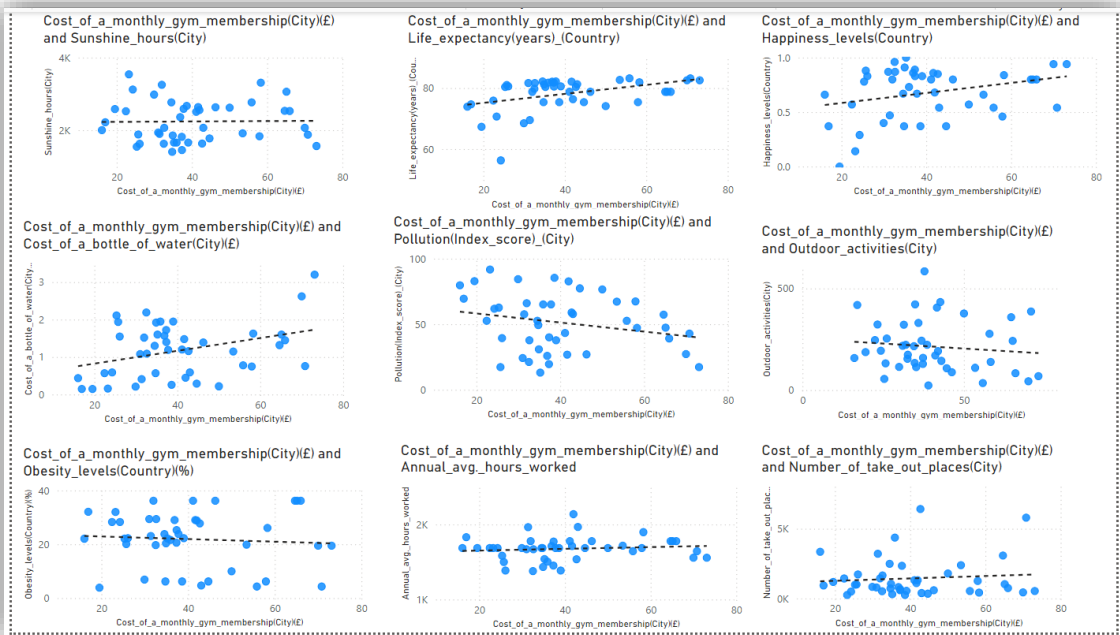 Cost_of_a_monthly_gym_membership(City)(£)
and Sunshine_hours(City)
4K
2K
Sunshine_hours(City)
20
40
60
80
Cost_of_a_monthly_gym_membership(City)(£)
Cost_of_a_monthly_gym_membership(City)(£) and
Life_expectancy(years)_(Country)
80
60
Life_expectancy(years)_(Cou...
20
40
60
80
Cost_of_a_monthly_gym_membership(City)(£)
Cost_of_a_monthly_gym_membership(City)(£) and
Happiness_levels(Country)
1.0
0.5
0.0
Happiness_levels(Country)
20
40
60
80
Cost_of_a_monthly_gym_membership(City)(£)
Cost_of_a_monthly_gym_membership(City)(£) and
Cost_of_a_bottle_of_water(City)(£)
3
2
1
0
Cost_of_a_bottle_of_water(City...
20
40
60
80
Cost_of_a_monthly_gym_membership(City)(£)
Cost_of_a_monthly_gym_membership(City)(£) and
Pollution(Index_score)_(City)
100
50
0
Pollution(Index_score)_(City)
20
40
60
80
Cost_of_a_monthly_gym_membership(City)(£)
Cost_of_a_monthly_gym_membership(City)(£)
and Outdoor_activities(City)
500
0
Outdoor_activities(City)
0
50
Cost_of_a_monthly_gym_membership(City)(£)
Cost_of_a_monthly_gym_membership(City)(£) and
Obesity_levels(Country)(%)
40
20
0
Obesity_levels(Country)(%)
20
40
60
80
Cost_of_a_monthly_gym_membership(City)(£)
Cost_of_a_monthly_gym_membership(City)(£) and
Annual_avg._hours_worked
2K
1K
Annual_avg._hours_worked
20
40
60
80
Cost_of_a_monthly_gym_membership(City)(£)
Cost_of_a_monthly_gym_membership(City)(£)
and Number_of_take_out_places(City)
5K
0K
Number_of_take_out_plac...
20
40
60
80
Cost_of_a_monthly_gym_membership(City)(£)